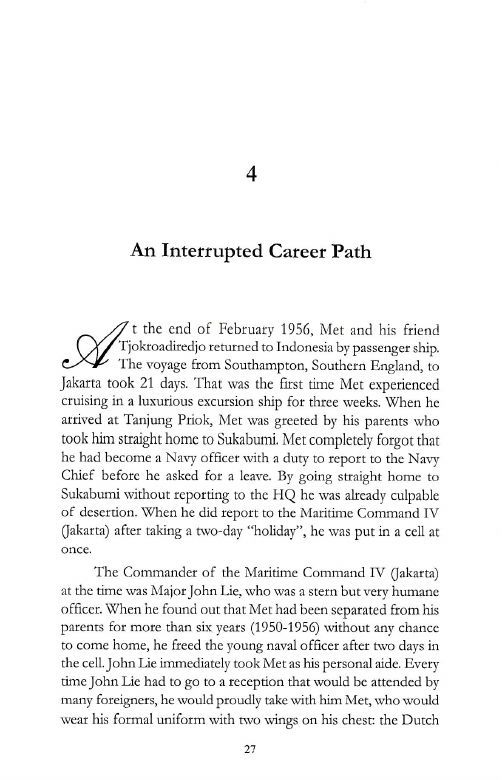 4
An Interrupted Career Path
At the end of February 1956, Met and his friend
Tjokroadiredjo returned to Indonesia by passenger ship.
The voyage from Southampton, Southern England, to
Jakarta took 21 days. That was the first time Met experienced
cruising in a luxurious excursion ship for three weeks. When he
arrived at Tanjung Priok, Met was greeted by his parents who
took him straight home to Sukabumi. Met completely forgot that
he had become a Navy officer with a duty to report to the Navy
Chief before he asked for a leave. By going straight home to
Sukabumi without reporting to the HQ he was already culpable
of desertion. When he did report to the Maritime Command IV
(Jakarta) after taking a two-day “holiday”, he was put in a cell at
once.
The Commander of the Maritime Command IV (Jakarta)
at the time was Major John Lie, who was a stern but very humane
officer. When he found out that Met had been separated from his
parents for more than six years (1950-1956) without any chance
to come home, he freed the young naval officer after two days in
the cell. John Lie immediately took Met as his personal aide. Every
time John Lie had to go to a reception that would be attended by
many foreigners, he would proudly take with him Met, who would
wear his formal uniform with two wings on his chest: the Dutch
27